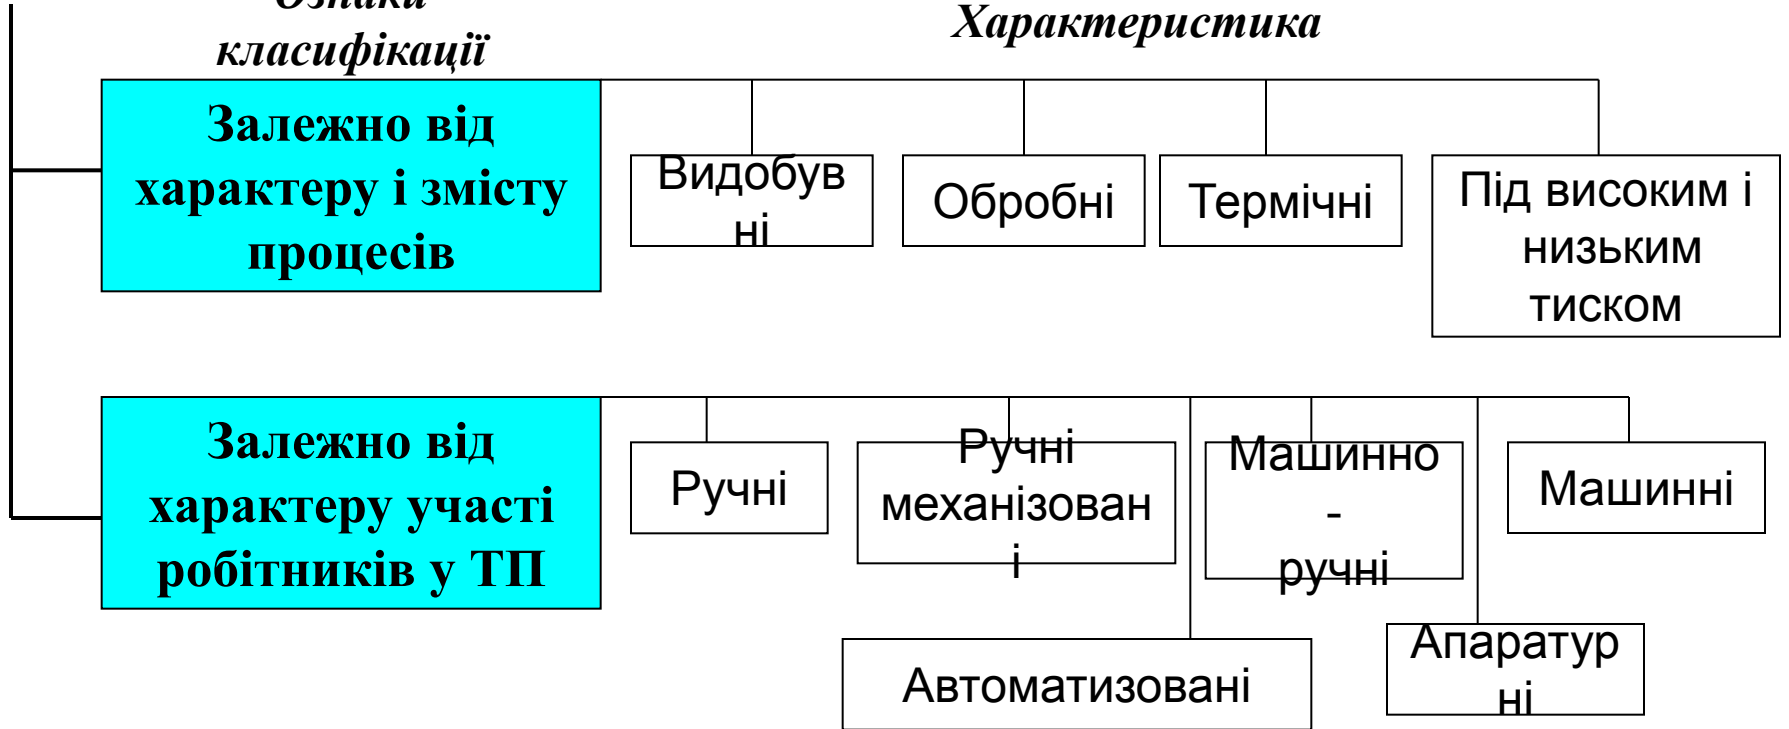 Ознаки
класифікації
Характеристика
Залежно від
характеру і змісту
процесів
Видобув
ні
Обробні
Термічні
Під високим і
низьким
тиском
Залежно від
характеру участі
робітників у ТП
Ручні
Ручні
механізован
і
Машинно
-
ручні
Машинні
Автоматизовані
Апаратур
ні